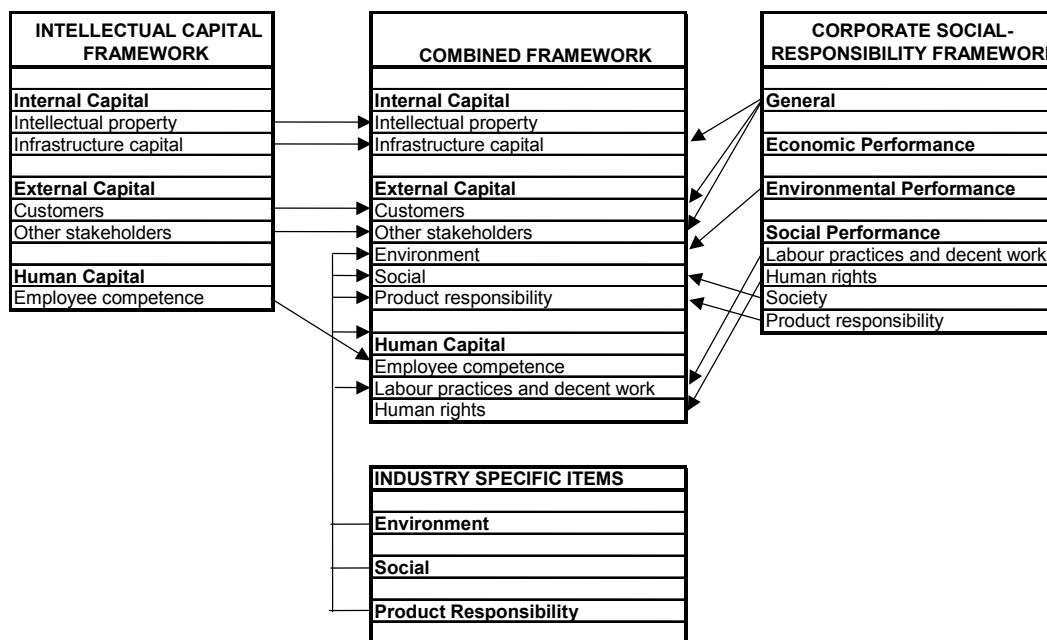 INTELLECTUAL CAPITAL
FRAMEWORK
Internal Capital
Intellectual property
Infrastructure capital
External Capital
Customers
Other stakeholders
Human Capital
Employee competence
COMBINED FRAMEWORK
Internal Capital
Intellectual property
Infrastructure capital
External Capital
Customers
Other stakeholders
Environment
Social
Product responsibility
Human Capital
Employee competence
Labour practices and decent work
Human rights
CORPORATE SOCIAL-
RESPONSIBILITY FRAMEWORK
General
Economic Performance
Environmental Performance
Social Performance
Labour practices and decent work
Human rights
Society
Product responsibility
INDUSTRY SPECIFIC ITEMS
Environment
Social
Product Responsibility